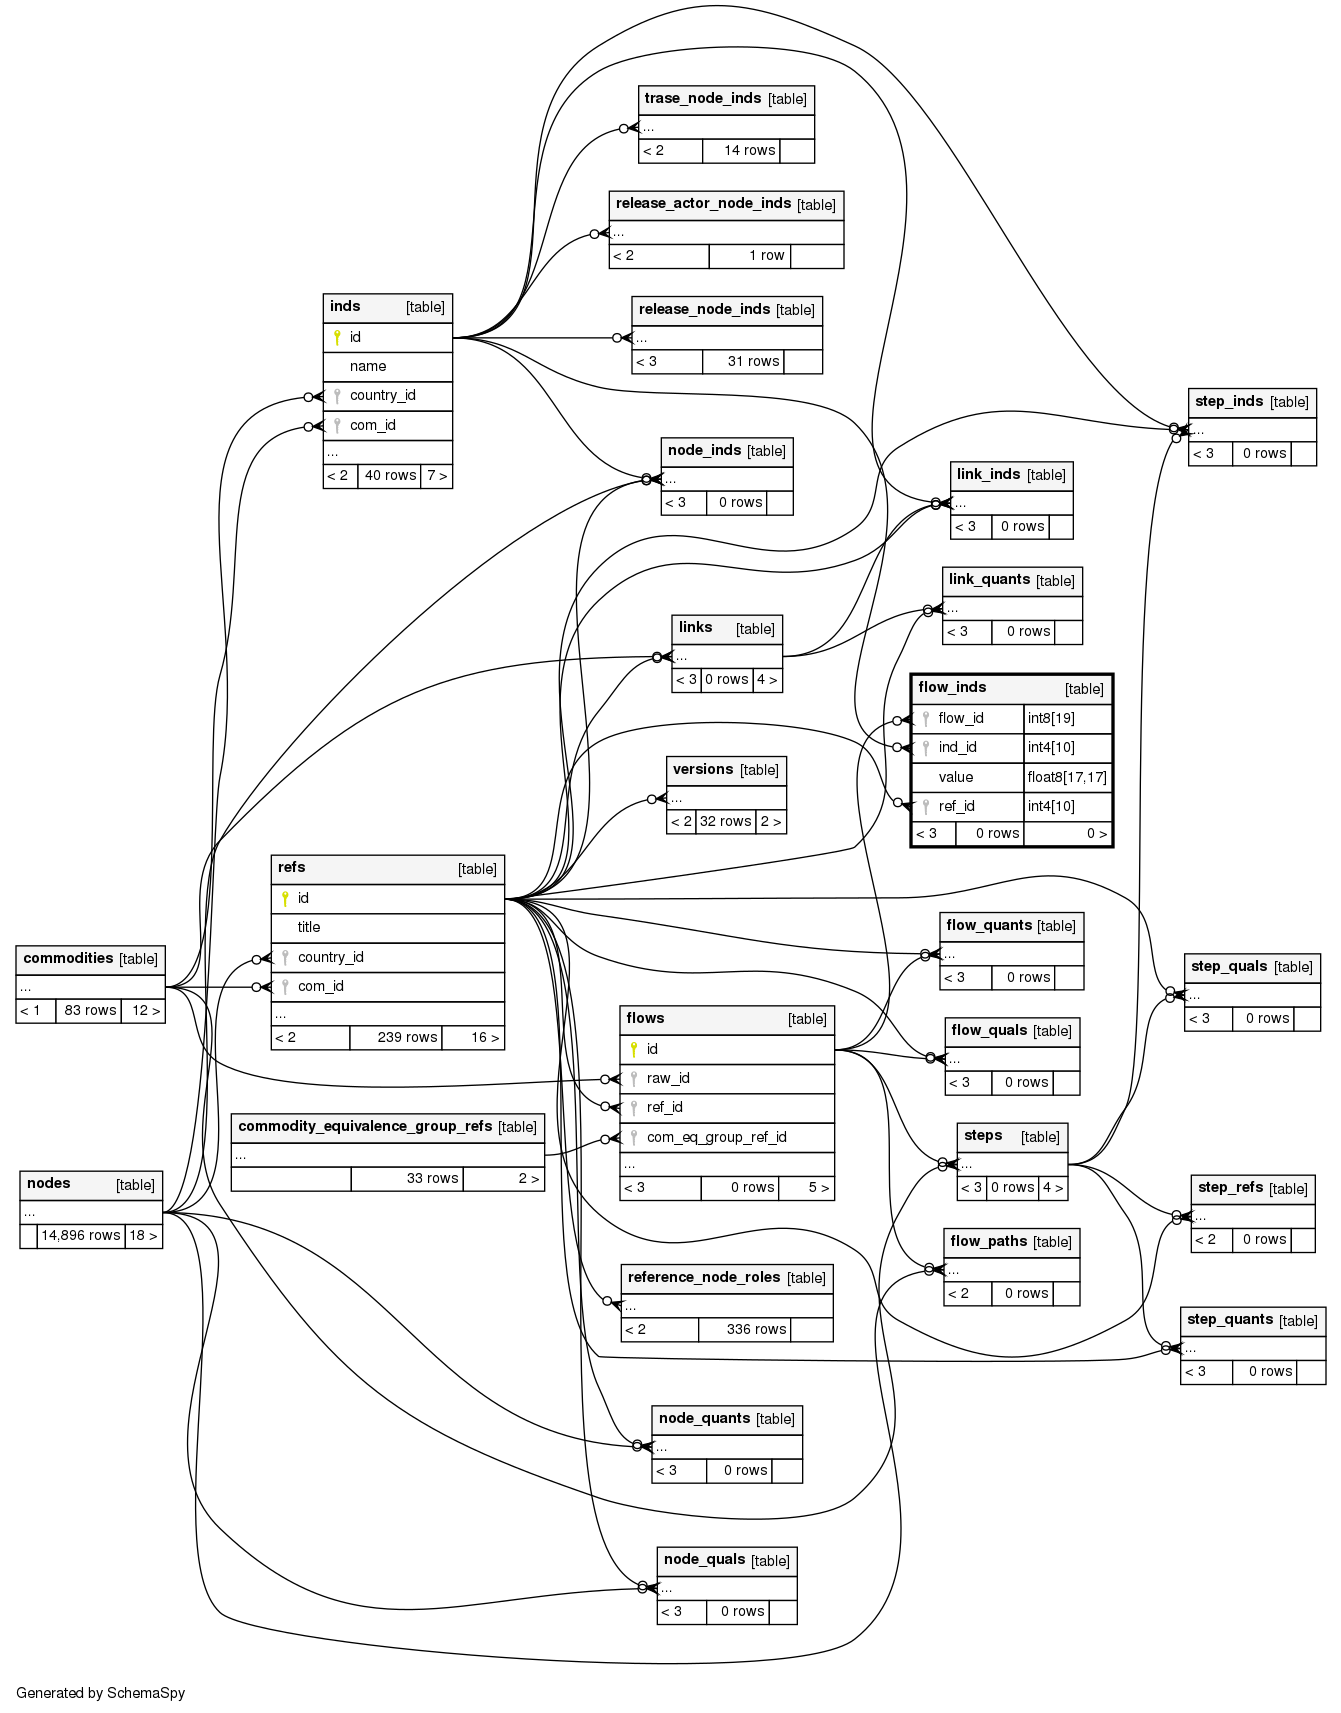 trase_node_inds [table]
...
< 2 14 rows
release_actor_node_inds [table]
...
< 2 1 row
inds [table]
id
name
country_id
com_id
...
< 2 40 rows 7 >
release_node_inds [table]
...
< 3 31 rows
step_inds [table]
...
< 3 0 rows
node_inds [table]
...
< 3 0 rows
link_inds [table]
...
< 3 0 rows
link_quants [table]
...
< 3 0 rows
links [table]
...
< 3 0 rows 4 >
flow_inds [table]
flow_id int8[19]
ind_id int4[10]
value float8[17,17]
ref_id int4[10]
< 3 0 rows 0 >
versions [table]
...
< 2 32 rows 2 >
refs [table]
id
title
country_id
com_id
...
< 2 239 rows 16 >
flow_quants [table]
...
< 3 0 rows
commodities [table]
...
< 1 83 rows 12 >
step_quals [table]
...
< 3 0 rows
flows [table]
id
raw_id
ref_id
com_eq_group_ref_id
...
< 3 0 rows 5 >
flow_quals [table]
...
< 3 0 rows
commodity_equivalence_group_refs [table]
...
33 rows 2 >
steps [table]
...
< 3 0 rows 4 >
nodes [table]
...
14,896 rows 18 >
step_refs [table]
...
< 2 0 rows
flow_paths [table]
...
< 2 0 rows
reference_node_roles [table]
...
< 2 336 rows
step_quants [table]
...
< 3 0 rows
node_quants [table]
...
< 3 0 rows
node_quals [table]
...
< 3 0 rows
Generated by SchemaSpy